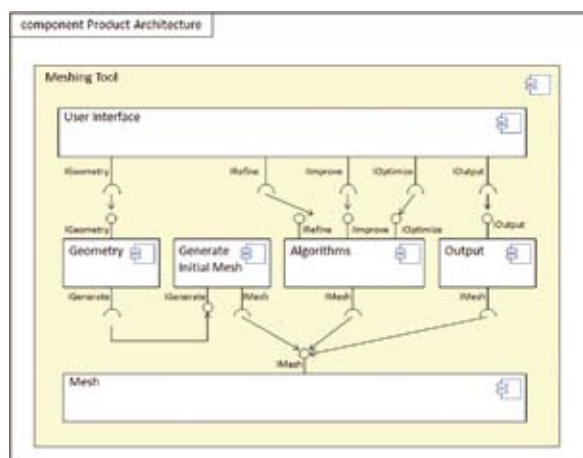 component Product Architecture
Meshing Tool
User Interface
IGeometry
IRefine
IImprove
IOptimize
IOutput
IGeometry
IRefine
IImprove
IOptimize
IOutput
Geometry
Generate
Initial Mesh
Algorithms
Output
IGenerate
IGenerate
IMesh
IMesh
IMesh
IMesh
Mesh